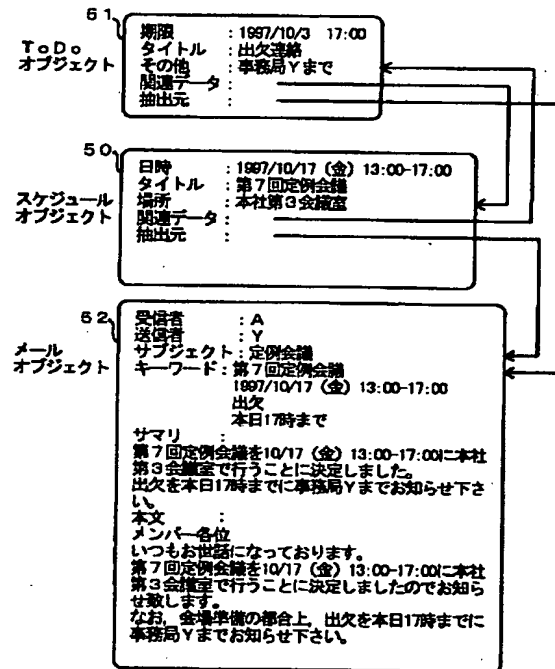 61
ToDo
オブジェクト
期限 : 1997/10/3 17:00
タイトル : 出欠連絡
その他 : 事務局Yまで
関連データ :
抽出元 :
50
スケジュール
オブジェクト
日時 : 1997/10/17 (金) 13:00-17:00
タイトル : 第7回定例会議
場所 : 本社第3会議室
関連データ :
抽出元 :
62
メール
オブジェクト
受信者 : A
送信者 : Y
サブジェクト : 定例会議
キーワード : 第7回定例会議
1997/10/17 (金) 13:00-17:00
出欠
本日17時まで
サマリ :
第7回定例会議を10/17 (金) 13:00-17:00に本社
第3会議室で行うことに決定しました。
出欠を本日17時までに事務局Yまでお知らせ下さ
い。
本文 :
メンバー各位
いつもお世話になっております。
第7回定例会議を10/17 (金) 13:00-17:00に本社
第3会議室で行うことに決定しましたのでお知ら
せ致します。
なお、会場準備の都合上、出欠を本日17時までに
事務局Yまでお知らせ下さい。